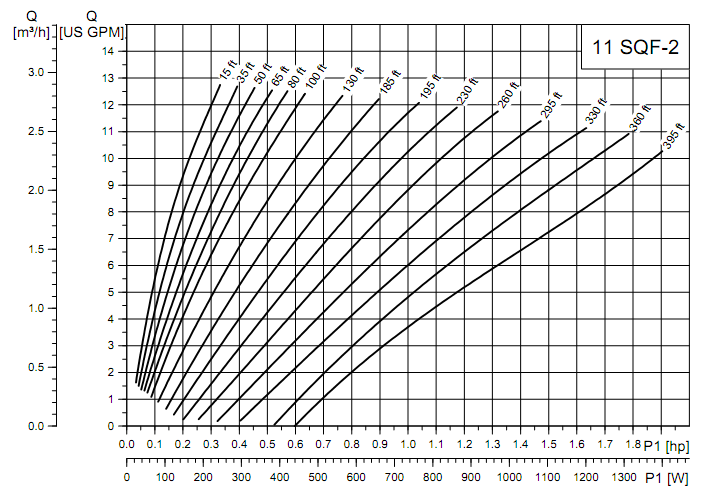 Q Q
[m³/h] [US GPM]
11 SQF-2
14
3.0 13
12
2.5 11
10
2.0 9
8
7
1.5 6
5
1.0 4
3
0.5 2
1
0.0 0
15 ft 35 ft 50 ft 65 ft 80 ft 100 ft 130 ft 185 ft 195 ft 230 ft 260 ft 295 ft 330 ft 360 ft 395 ft
0.0 0.1 0.2 0.3 0.4 0.5 0.6 0.7 0.8 0.9 1.0 1.1 1.2 1.3 1.4 1.5 1.6 1.7 1.8 P1 [hp]
0 100 200 300 400 500 600 700 800 900 1000 1100 1200 1300 P1 [W]